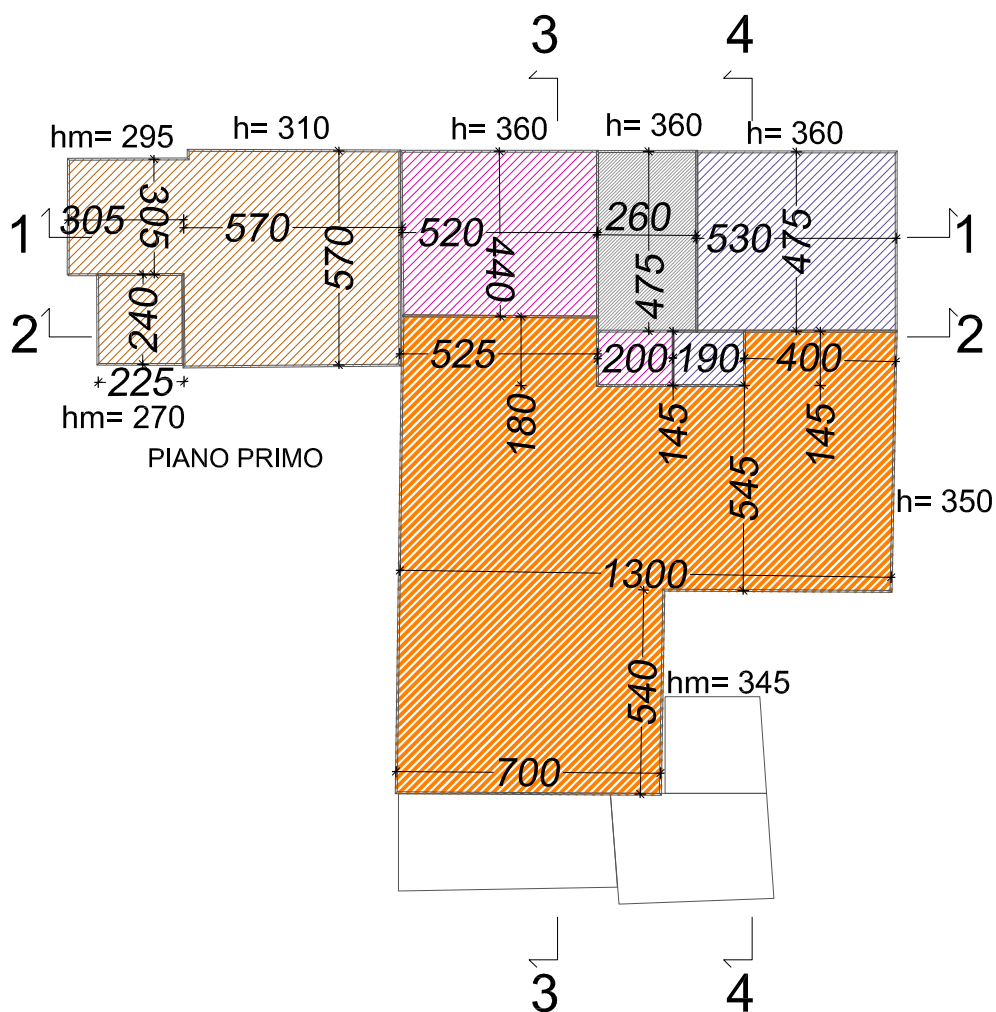 3 4
hm= 295 h= 310 h= 360 h= 360 h= 360
305 305 570 570 520 440 260 475 530 475
1 1
2 2
240 525 200 190 400
225 180 145 145
hm= 270
PIANO PRIMO
545
h= 350
1300
540
hm= 345
700
3 4